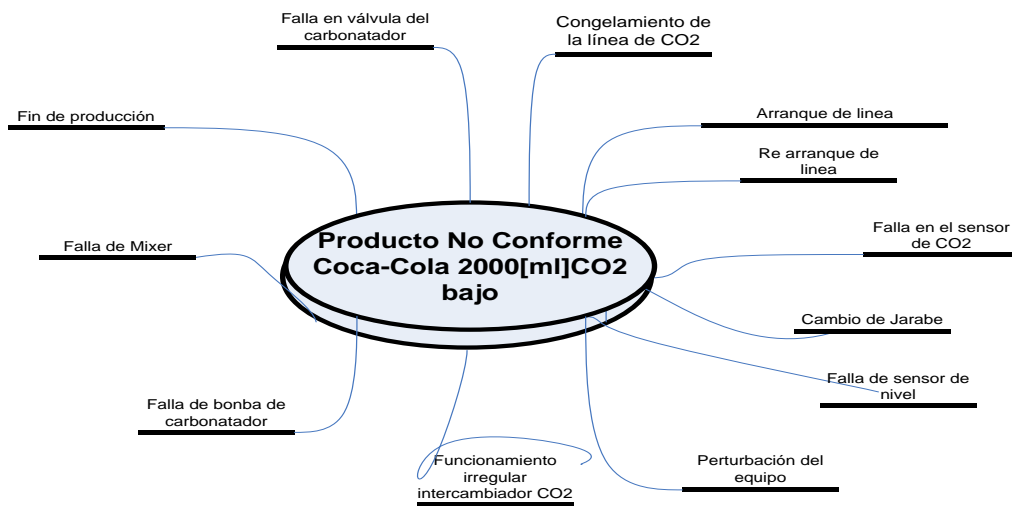 Falla en válvula del
carbonatador
Congelamiento de
la línea de CO2
Fin de producción
Arranque de linea
Re arranque de
linea
Falla de Mixer
Producto No Conforme
Coca-Cola 2000[ml]CO2
bajo
Falla en el sensor
de CO2
Cambio de Jarabe
Falla de sensor de
nivel
Falla de bonba de
carbonatador
Funcionamiento
irregular
intercambiador CO2
Perturbación del
equipo